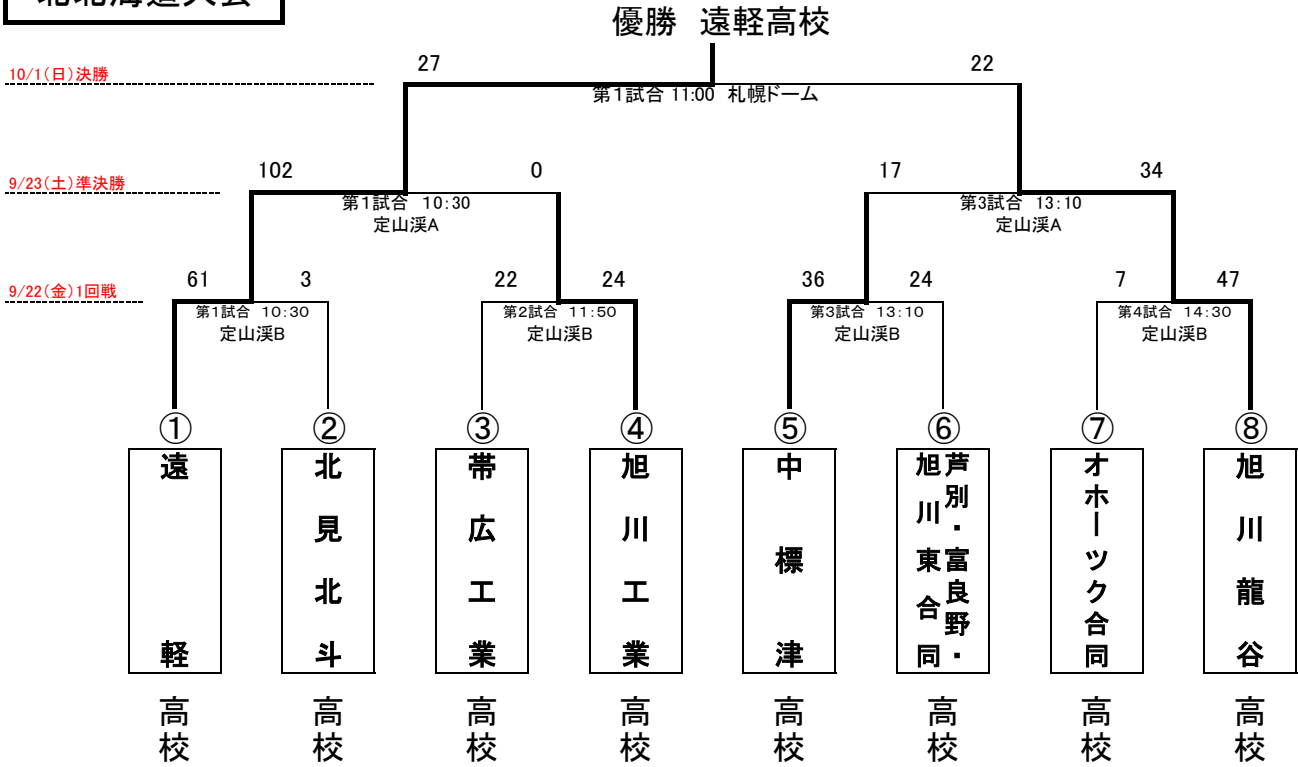 北北海道大会
優勝 遠軽高校
10/1(日)決勝
27
22
第1試合 11:00 札幌ドーム
9/23(土)準決勝
102
0
17
34
第1試合 10:30
定山渓A
第3試合 13:10
定山渓A
9/22(金)1回戦
61
3
22
24
36
24
7
47
第1試合 10:30
定山渓B
第2試合 11:50
定山渓B
第3試合 13:10
定山渓B
第4試合 14:30
定山渓B
①
②
③
④
⑤
⑥
⑦
⑧
遠軽
高校
北見北斗
高校
帯広工業
高校
旭川工業
高校
中標津
高校
芦別・富良野・
旭川東合同
高校
オホーツク合同
高校
旭川龍谷
高校